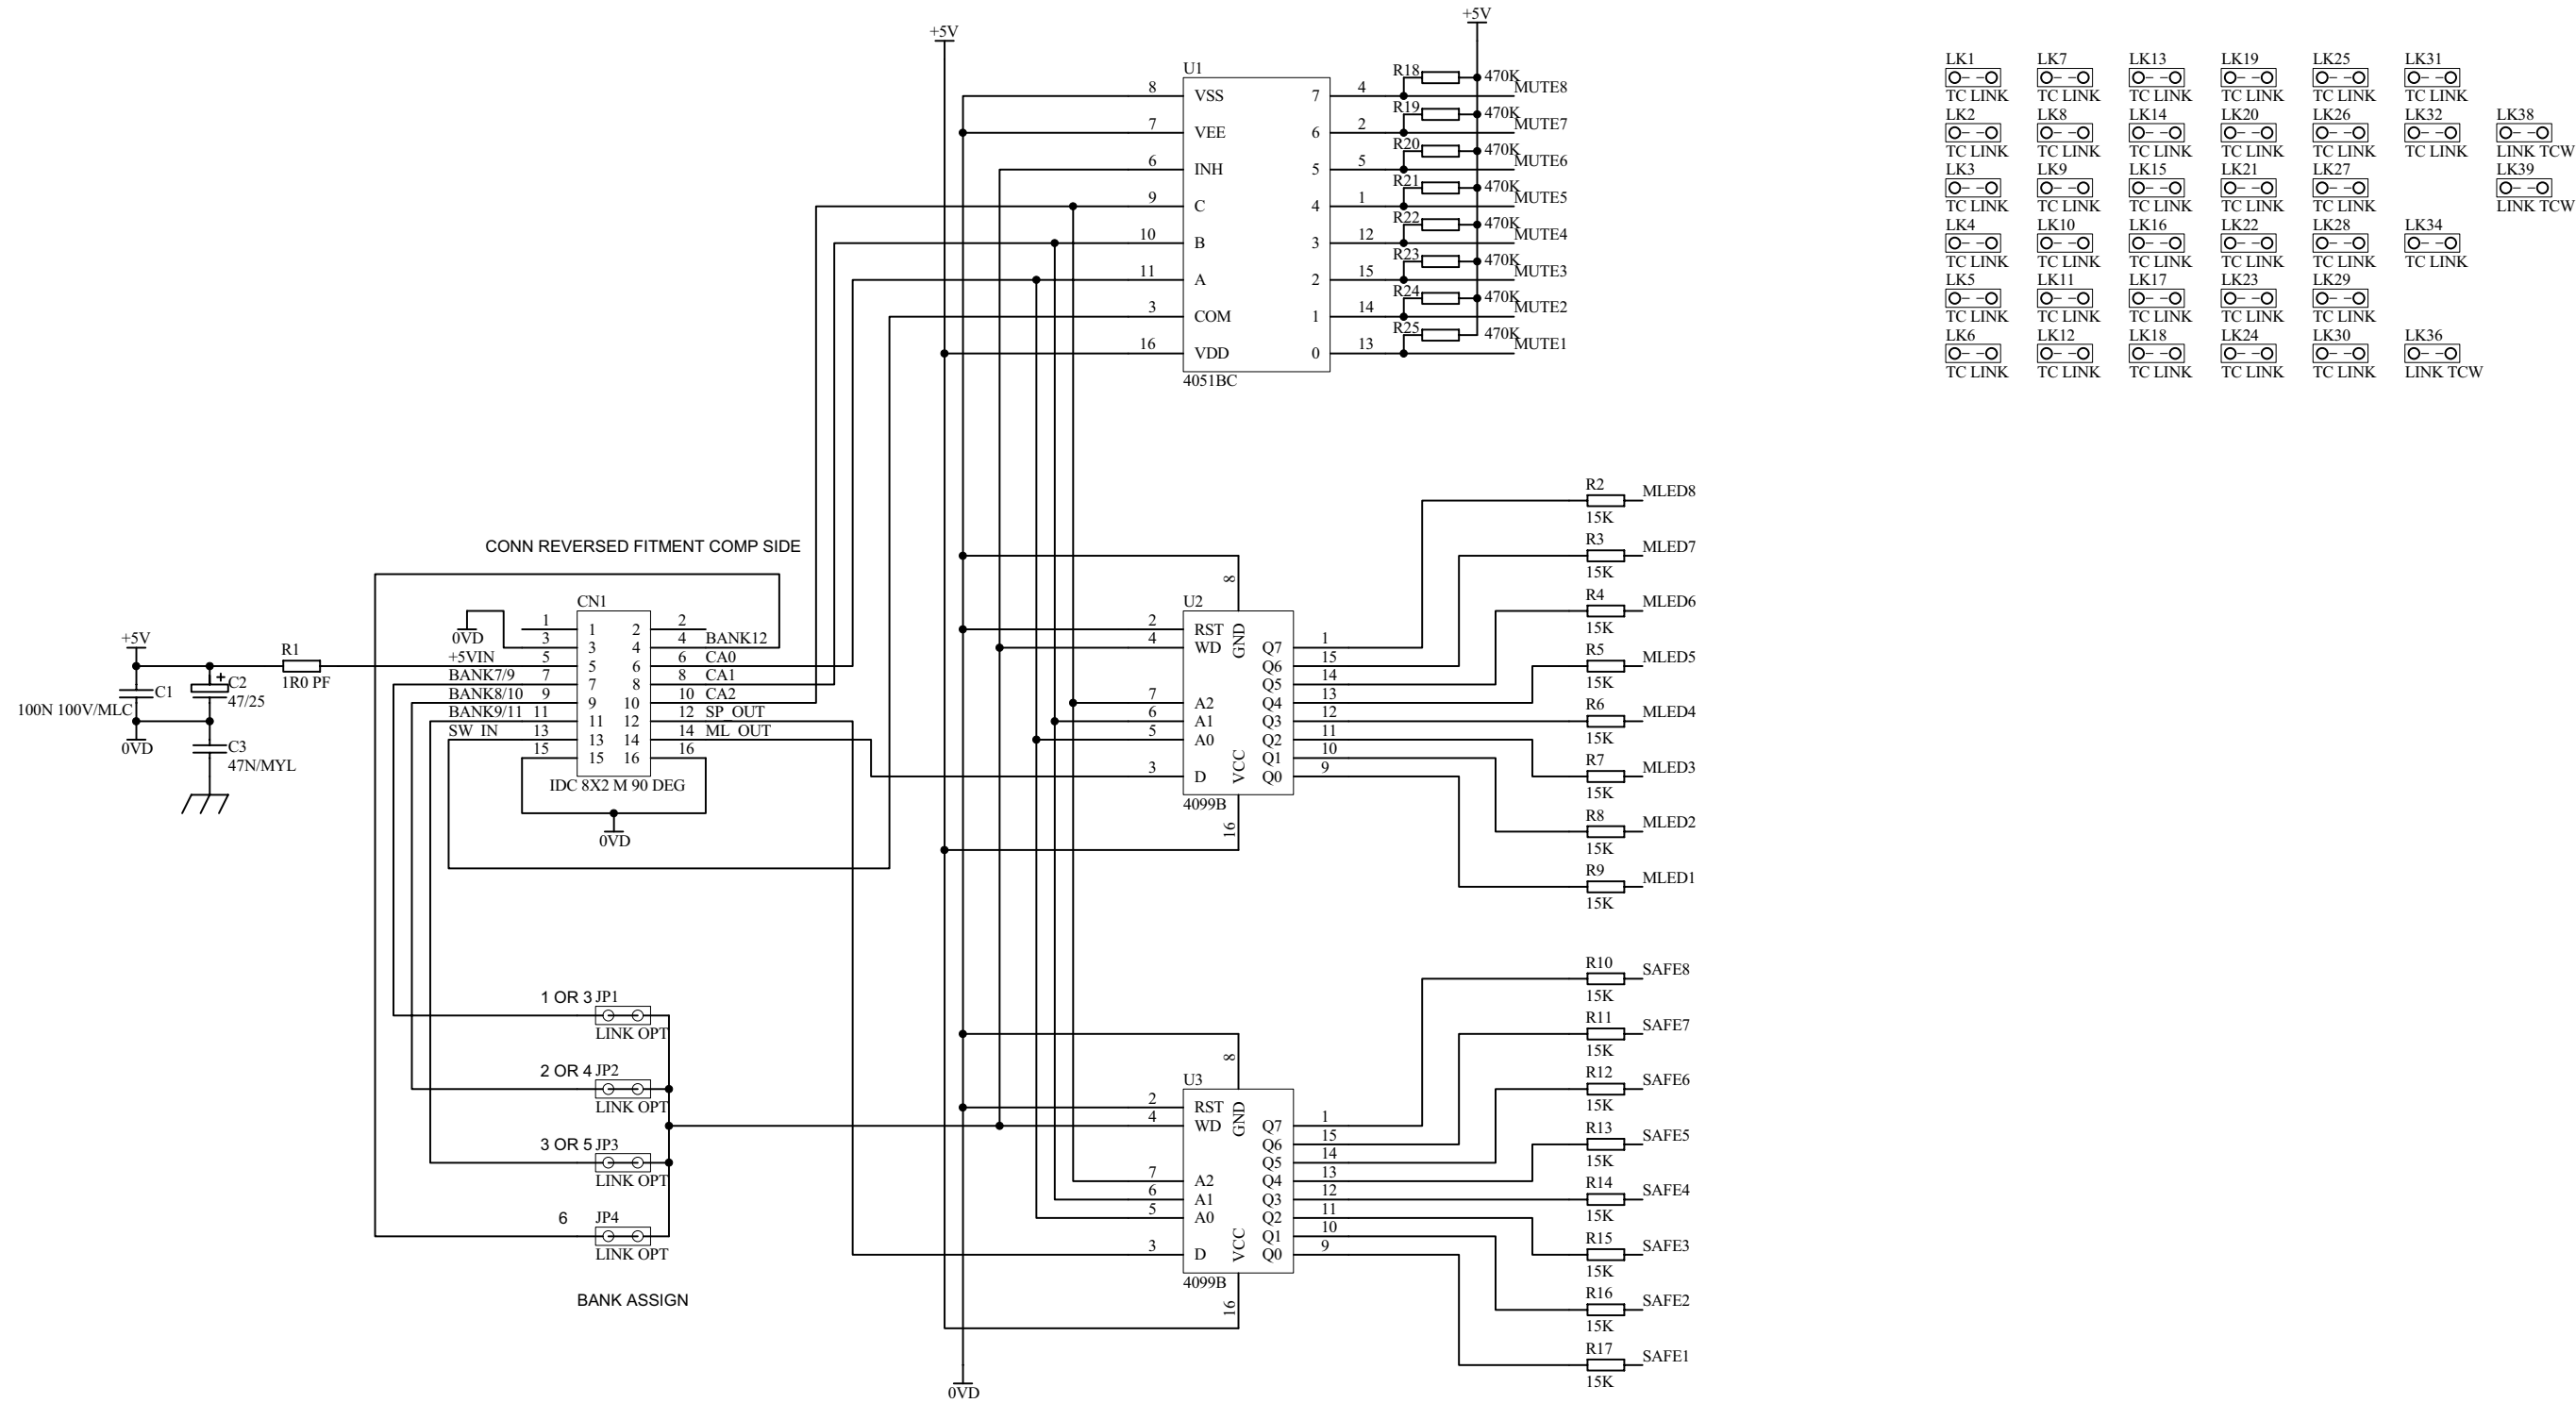 +5V
+5V
U1
8 VSS 7 4
7 VEE 6 2
6 INH 5 5
9 C 4 1
10 B 3 12
11 A 2 15
3 COM 1 14
16 VDD 0 13
4051BC
R18 470K MUTE8
R19 470K MUTE7
R20 470K MUTE6
R21 470K MUTE5
R22 470K MUTE4
R23 470K MUTE3
R24 470K MUTE2
R25 470K MUTE1
LK1 LK7 LK13 LK19 LK25 LK31
TC LINK TC LINK TC LINK TC LINK TC LINK TC LINK
LK2 LK8 LK14 LK20 LK26 LK32 LK38
TC LINK TC LINK TC LINK TC LINK TC LINK TC LINK LINK TCW
LK3 LK9 LK15 LK21 LK27 LK39
TC LINK TC LINK TC LINK TC LINK TC LINK LINK TCW
LK4 LK10 LK16 LK22 LK28 LK34
TC LINK TC LINK TC LINK TC LINK TC LINK TC LINK
LK5 LK11 LK17 LK23 LK29
TC LINK TC LINK TC LINK TC LINK TC LINK
LK6 LK12 LK18 LK24 LK30 LK36
TC LINK TC LINK TC LINK TC LINK TC LINK LINK TCW
CONN REVERSED FITMENT COMP SIDE
CN1
1 1 2 2
0VD 3 3 4 4 BANK12
+5VIN 5 5 6 6 CA0
BANK7/9 7 7 8 8 CA1
BANK8/10 9 9 10 10 CA2
BANK9/11 11 11 12 12 SP_OUT
SW_IN 13 13 14 14 ML_OUT
15 15 16 16
IDC 8X2 M 90 DEG
0VD
+5V
R1
1R0 PF
C1
100N 100V/MLC
+ C2
47/25
0VD
C3
47N/MYL
U2
8
2 RST GND
4 WD Q7 1
Q6 15
Q5 14
7 A2 Q4 13
6 A1 Q3 12
5 A0 Q2 11
VCC Q1 10
3 D Q0 9
4099B
16
R2 MLED8
15K
R3 MLED7
15K
R4 MLED6
15K
R5 MLED5
15K
R6 MLED4
15K
R7 MLED3
15K
R8 MLED2
15K
R9 MLED1
15K
1 OR 3 JP1
LINK OPT
2 OR 4 JP2
LINK OPT
3 OR 5 JP3
LINK OPT
6 JP4
LINK OPT
BANK ASSIGN
U3
8
2 RST GND
4 WD Q7 1
Q6 15
Q5 14
7 A2 Q4 13
6 A1 Q3 12
5 A0 Q2 11
VCC Q1 10
3 D Q0 9
4099B
16
R10 SAFE8
15K
R11 SAFE7
15K
R12 SAFE6
15K
R13 SAFE5
15K
R14 SAFE4
15K
R15 SAFE3
15K
R16 SAFE2
15K
R17 SAFE1
15K
0VD